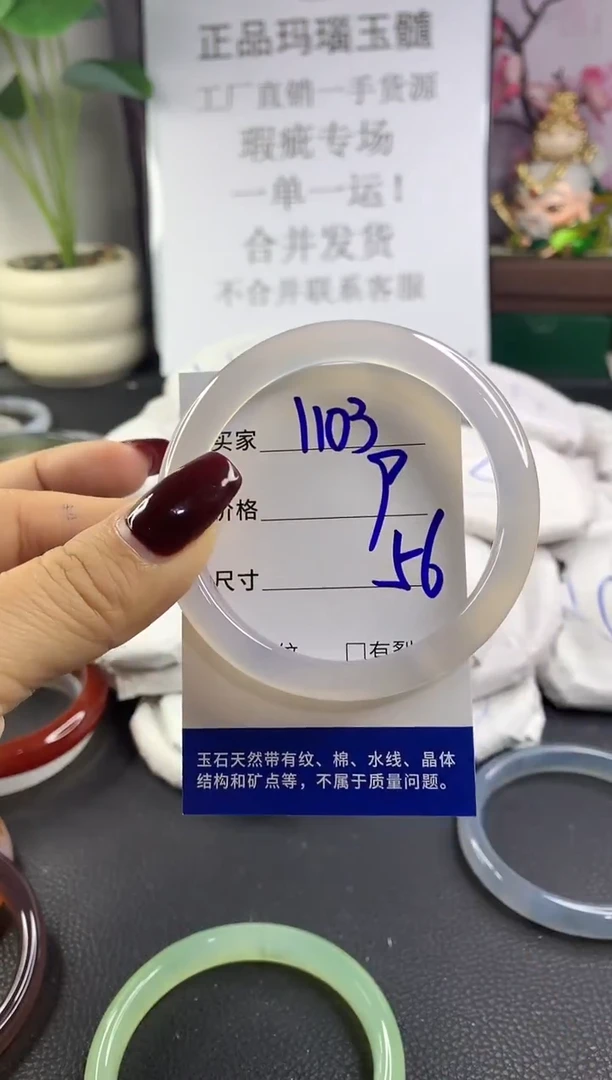 正品玛瑙玉髓
工厂直销一手货源
瑕疵专场
一单一运！
合并发货
不合并联系客服
买家 1103
价格 P
尺寸 56
纹 □有裂
玉石天然带有纹、棉、水线、晶体
结构和矿点等，不属于质量问题。